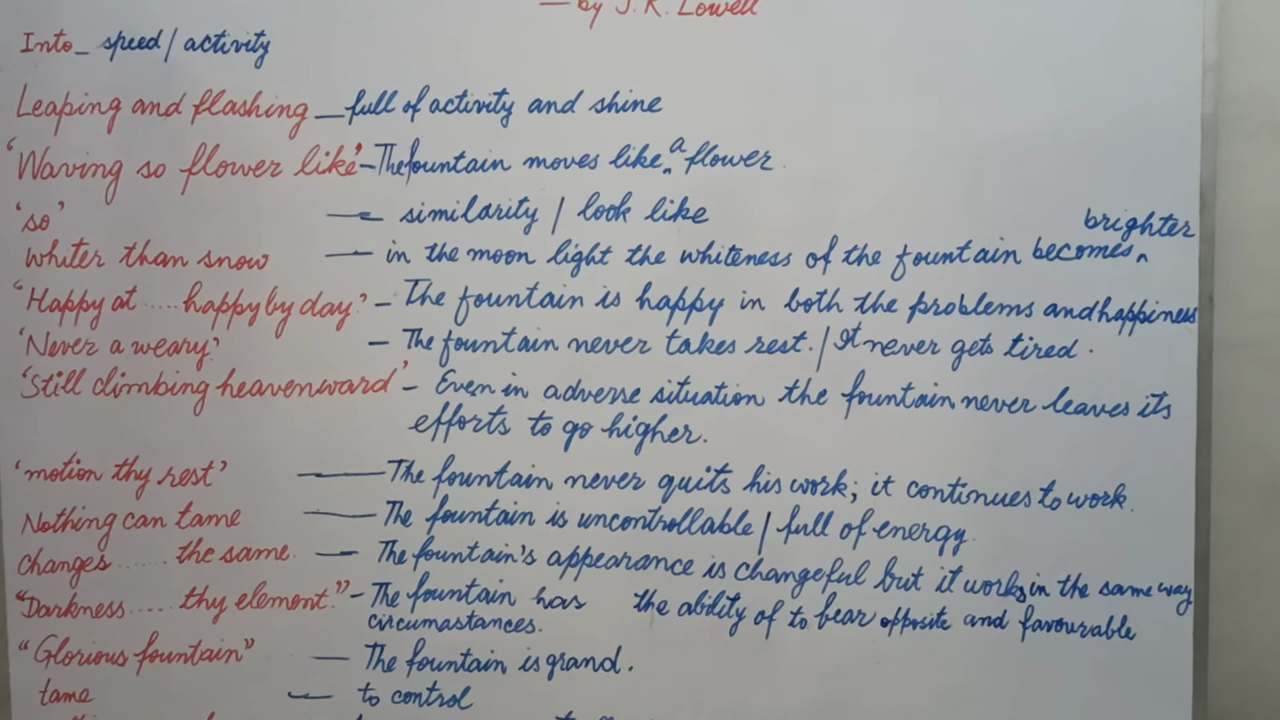 — by J. R. Lowell
Into_ speed / activity
Leaping and flashing _ full of activity and shine
'Waving so flower like' - The fountain moves like a flower
'so' — similarity / look like
whiter than snow — in the moon light the whiteness of the fountain becomes brighter
"Happy at ..... happy by day' - The fountain is happy in both the problems and happiness
'Never a weary' — The fountain never takes rest. / It never gets tired.
'Still climbing heavenward' - Even in adverse situation the fountain never leaves its
efforts to go higher.
'motion thy rest' — The fountain never quits his work; it continues to work.
Nothing can tame — The fountain is uncontrollable / full of energy
changes ...... the same. — The fountain's appearance is changeful but it works in the same way
"Darkness ..... thy element." - The fountain has the ability of to bear opposite and favourable
circumastances.
"Glorious fountain" — The fountain is grand.
tame — to control